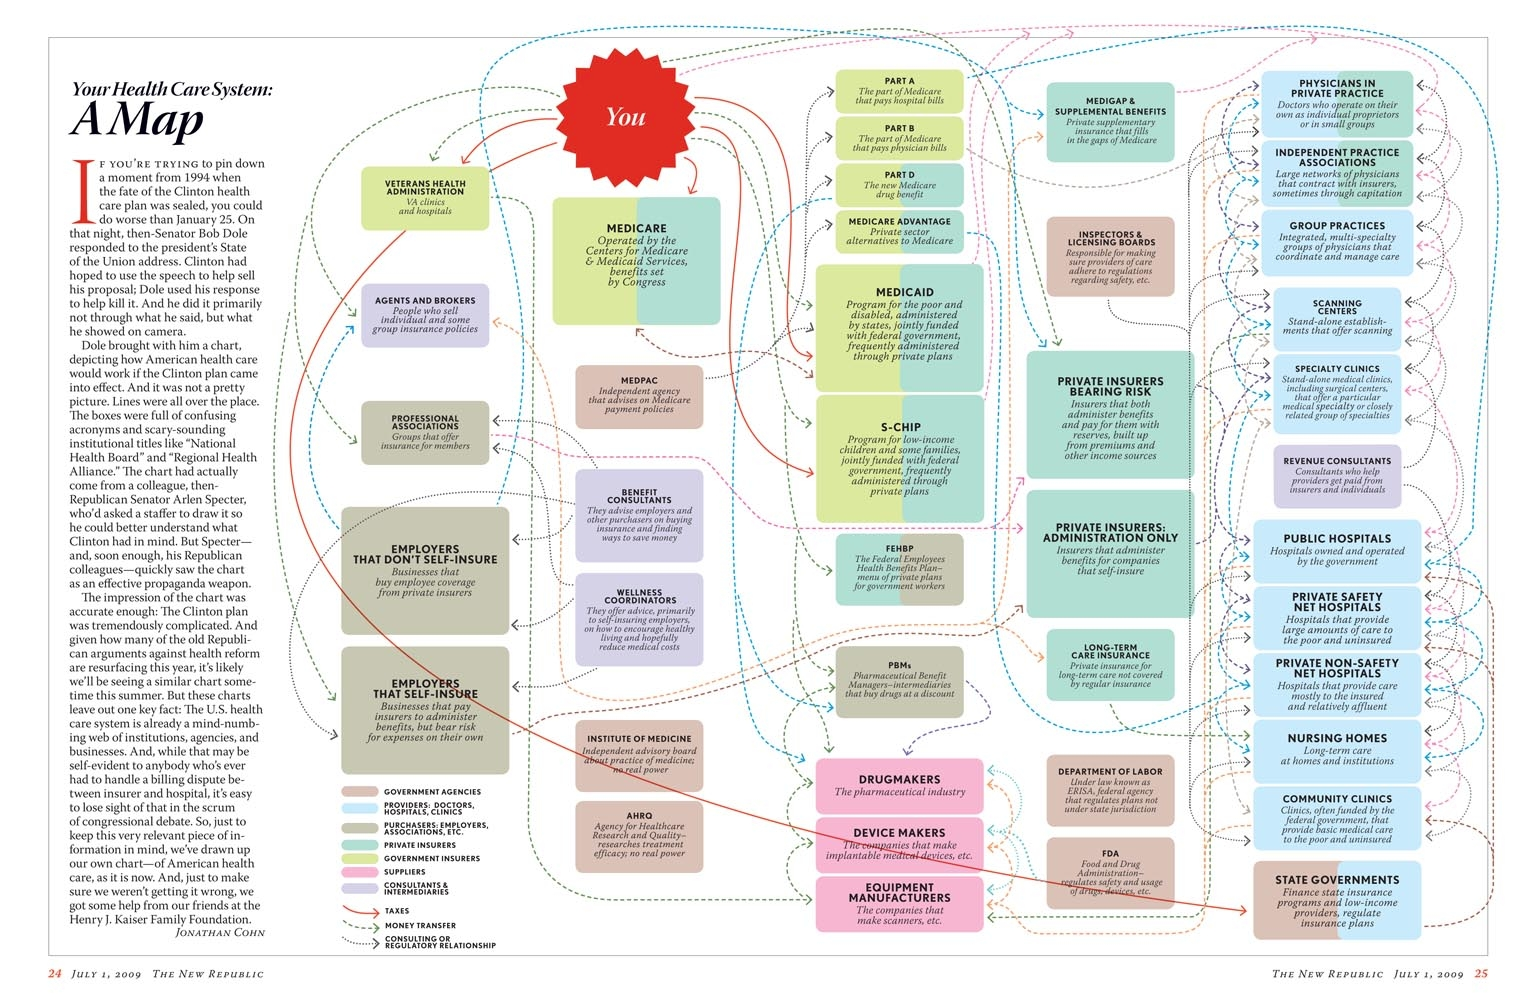 Your Health Care System:
A Map
IF YOU'RE TRYING to pin down
a moment from 1994 when
the fate of the Clinton health
care plan was sealed, you could
do worse than January 25. On
that night, then-Senator Bob Dole
responded to the president's State
of the Union address. Clinton had
hoped to use the speech to help sell
his proposal; Dole used his response
to help kill it. And he did it primarily
not through what he said, but what
he showed on camera.
Dole brought with him a chart,
depicting how American health care
would work if the Clinton plan came
into effect. And it was not a pretty
picture. Lines were all over the place.
The boxes were full of confusing
acronyms and scary-sounding
institutional titles like "National
Health Board" and "Regional Health
Alliance." The chart had actually
come from a colleague, then-
Republican Senator Arlen Specter,
who'd asked a staffer to draw it so
he could better understand what
Clinton had in mind. But Specter—
and, soon enough, his Republican
colleagues—quickly saw the chart
as an effective propaganda weapon.
The impression of the chart was
accurate enough: The Clinton plan
was tremendously complicated. And
given how many of the old Republi-
can arguments against health reform
are resurfacing this year, it's likely
we'll be seeing a similar chart some-
time this summer. But these charts
leave out one key fact: The U.S. health
care system is already a mind-numb-
ing web of institutions, agencies, and
businesses. And, while that may be
self-evident to anybody who's ever
had to handle a billing dispute be-
tween insurer and hospital, it's easy
to lose sight of that in the scrum
of congressional debate. So, just to
keep this very relevant piece of in-
formation in mind, we've drawn up
our own chart—of American health
care, as it is now. And, just to make
sure we weren't getting it wrong, we
got some help from our friends at the
Henry J. Kaiser Family Foundation.
JONATHAN COHN
You
VETERANS HEALTH
ADMINISTRATION
VA clinics
and hospitals
AGENTS AND BROKERS
People who sell
individual and some
group insurance policies
PROFESSIONAL
ASSOCIATIONS
Groups that offer
insurance for members
EMPLOYERS
THAT DON'T SELF-INSURE
Businesses that
buy employee coverage
from private insurers
EMPLOYERS
THAT SELF-INSURE
Businesses that pay
insurers to administer
benefits, but bear risk
for expenses on their own
GOVERNMENT AGENCIES
PROVIDERS: DOCTORS,
HOSPITALS, CLINICS
PURCHASERS: EMPLOYERS,
ASSOCIATIONS, ETC.
PRIVATE INSURERS
GOVERNMENT INSURERS
SUPPLIERS
CONSULTANTS &
INTERMEDIARIES
TAXES
MONEY TRANSFER
CONSULTING OR
REGULATORY RELATIONSHIP
MEDICARE
Operated by the
Centers for Medicare
& Medicaid Services,
benefits set
by Congress
MEDPAC
Independent agency
that advises on Medicare
payment policies
BENEFIT
CONSULTANTS
They advise employers and
other purchasers on buying
insurance and finding
ways to save money
WELLNESS
COORDINATORS
They offer advice, primarily
to self-insuring employers,
on how to encourage healthy
living and hopefully
reduce medical costs
INSTITUTE OF MEDICINE
Independent advisory board
about practice of medicine;
no real power
AHRQ
Agency for Healthcare
Research and Quality—
researches treatment
efficacy; no real power
PART A
The part of Medicare
that pays hospital bills
PART B
The part of Medicare
that pays physician bills
PART D
The new Medicare
drug benefit
MEDICARE ADVANTAGE
Private sector
alternatives to Medicare
MEDICAID
Program for the poor and
disabled, administered
by states, jointly funded
with federal government,
frequently administered
through private plans
S-CHIP
Program for low-income
children and some families,
jointly funded with federal
government, frequently
administered through
private plans
FEHBP
The Federal Employees
Health Benefits Plan—
menu of private plans
for government workers
PBMs
Pharmaceutical Benefit
Managers—intermediaries
that buy drugs at a discount
DRUGMAKERS
The pharmaceutical industry
DEVICE MAKERS
The companies that make
implantable medical devices, etc.
EQUIPMENT
MANUFACTURERS
The companies that
make scanners, etc.
MEDIGAP &
SUPPLEMENTAL BENEFITS
Private supplementary
insurance that fills
in the gaps of Medicare
INSPECTORS &
LICENSING BOARDS
Responsible for making
sure providers of care
adhere to regulations
regarding safety, etc.
PRIVATE INSURERS
BEARING RISK
Insurers that both
administer benefits
and pay for them with
reserves, built up
from premiums and
other income sources
PRIVATE INSURERS:
ADMINISTRATION ONLY
Insurers that administer
benefits for companies
that self-insure
LONG-TERM
CARE INSURANCE
Private insurance for
long-term care not covered
by regular insurance
DEPARTMENT OF LABOR
Under law known as
ERISA, federal agency
that regulates plans not
under state jurisdiction
FDA
Food and Drug
Administration—
regulates safety and usage
of drugs, devices, etc.
PHYSICIANS IN
PRIVATE PRACTICE
Doctors who operate on their
own as individual proprietors
or in small groups
INDEPENDENT PRACTICE
ASSOCIATIONS
Large networks of physicians
that contract with insurers,
sometimes through capitation
GROUP PRACTICES
Integrated, multi-specialty
groups of physicians that
coordinate and manage care
SCANNING
CENTERS
Stand-alone establish-
ments that offer scanning
SPECIALTY CLINICS
Stand-alone medical clinics,
including surgical centers,
that offer a particular
medical specialty or closely
related group of specialties
REVENUE CONSULTANTS
Consultants who help
providers get paid from
insurers and individuals
PUBLIC HOSPITALS
Hospitals owned and operated
by the government
PRIVATE SAFETY
NET HOSPITALS
Hospitals that provide
large amounts of care to
the poor and uninsured
PRIVATE NON-SAFETY
NET HOSPITALS
Hospitals that provide care
mostly to the insured
and relatively affluent
NURSING HOMES
Long-term care
at homes and institutions
COMMUNITY CLINICS
Clinics, often funded by the
federal government, that
provide basic medical care
to the poor and uninsured
STATE GOVERNMENTS
Finance state insurance
programs and low-income
providers, regulate
insurance plans
24 JULY 1, 2009 THE NEW REPUBLIC
THE NEW REPUBLIC JULY 1, 2009 25